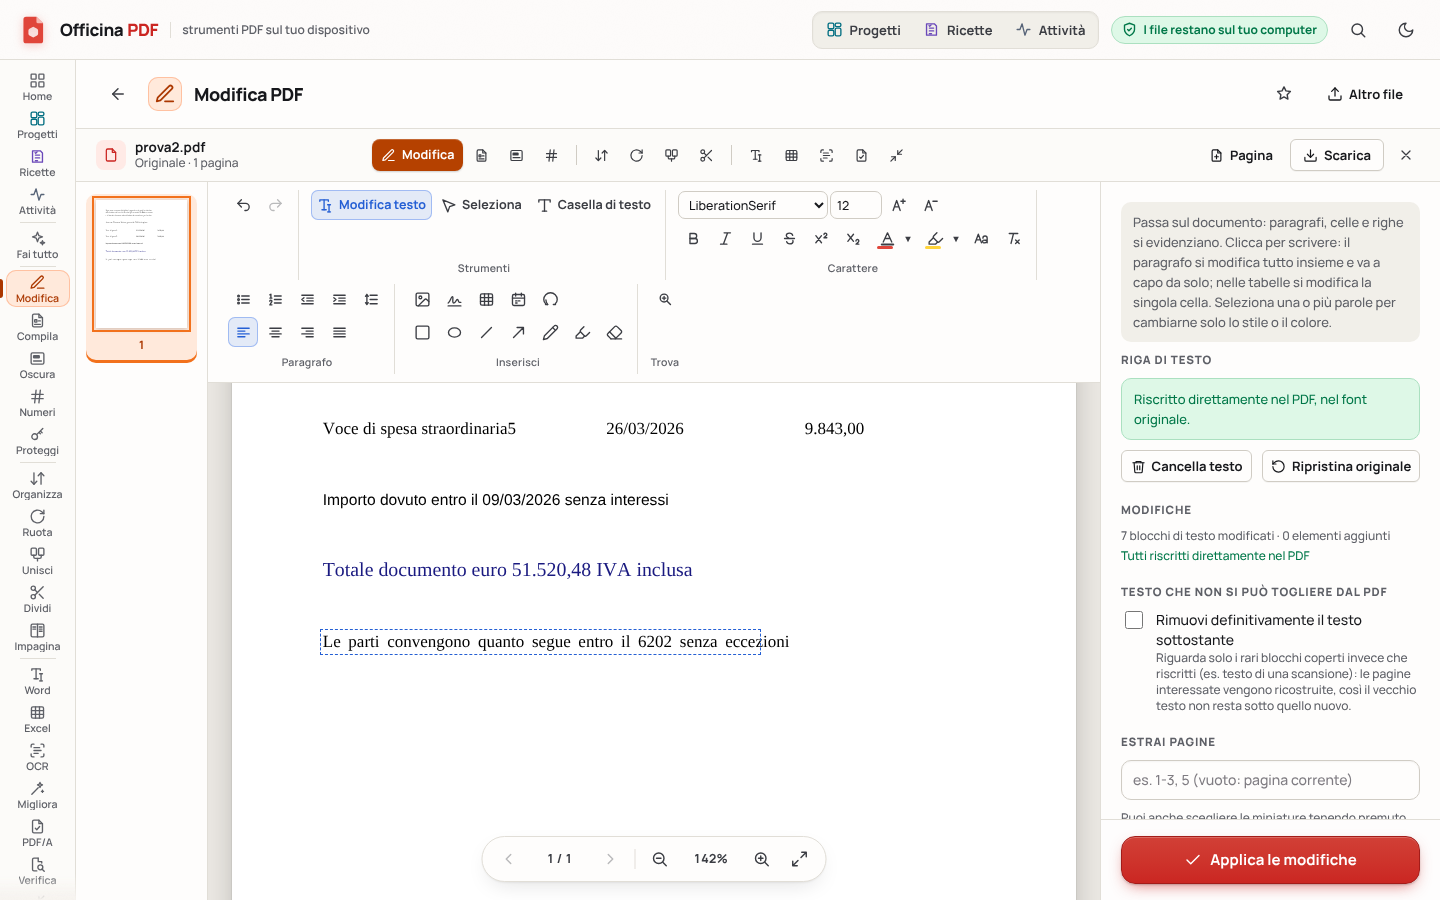 Officina PDF
strumenti PDF sul tuo dispositivo
Progetti
Ricette
Attività
I file restano sul tuo computer
Home
Progetti
Ricette
Attività
Fai tutto
Modifica
Compila
Oscura
Numeri
Proteggi
Organizza
Ruota
Unisci
Dividi
Impagina
Word
Excel
OCR
Migliora
PDF/A
Verifica
Modifica PDF
Altro file
prova2.pdf
Originale · 1 pagina
Modifica
Pagina
Scarica
1
Modifica testo
Seleziona
Casella di testo
Strumenti
LiberationSerif
12
Carattere
Paragrafo
Inserisci
Trova
Voce di spesa straordinaria5 26/03/2026 9.843,00
Importo dovuto entro il 09/03/2026 senza interessi
Totale documento euro 51.520,48 IVA inclusa
Le parti convengono quanto segue entro il 6202 senza eccezioni
1 / 1
142%
Passa sul documento: paragrafi, celle e righe
si evidenziano. Clicca per scrivere: il
paragrafo si modifica tutto insieme e va a
capo da solo; nelle tabelle si modifica la
singola cella. Seleziona una o più parole per
cambiarne solo lo stile o il colore.
RIGA DI TESTO
Riscritto direttamente nel PDF, nel font
originale.
Cancella testo
Ripristina originale
MODIFICHE
7 blocchi di testo modificati · 0 elementi aggiunti
Tutti riscritti direttamente nel PDF
TESTO CHE NON SI PUÒ TOGLIERE DAL PDF
Rimuovi definitivamente il testo
sottostante
Riguarda solo i rari blocchi coperti invece che
riscritti (es. testo di una scansione): le pagine
interessate vengono ricostruite, così il vecchio
testo non resta sotto quello nuovo.
ESTRAI PAGINE
es. 1-3, 5 (vuoto: pagina corrente)
Puoi anche scegliere le miniature tenendo premuto
Applica le modifiche